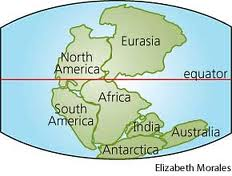 Eurasia
North
America
equator
Africa
South
America
India
Australia
Antarctica
Elizabeth Morales